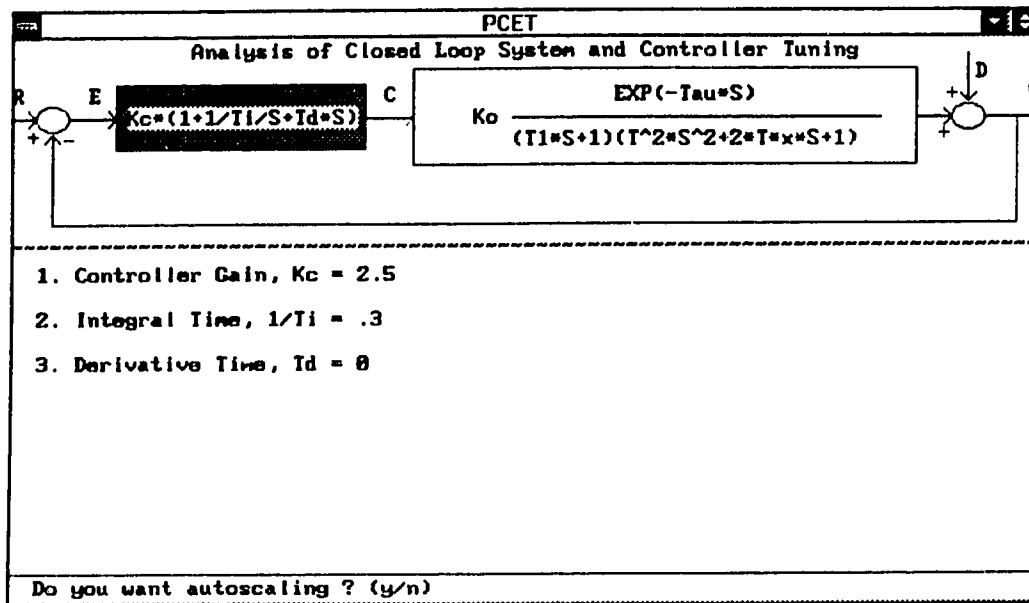 PCET
Analysis of Closed Loop System and Controller Tuning
R
E
Kc*(1+1/Ti/S+Td*S)
C
Ko
EXP(-Tau*S)
(T1*S+1)(T^2*S^2+2*T*x*S+1)
D
+
+
+
-
1. Controller Gain, Kc = 2.5
2. Integral Time, 1/Ti = .3
3. Derivative Time, Td = 0
Do you want autoscaling ? (y/n)